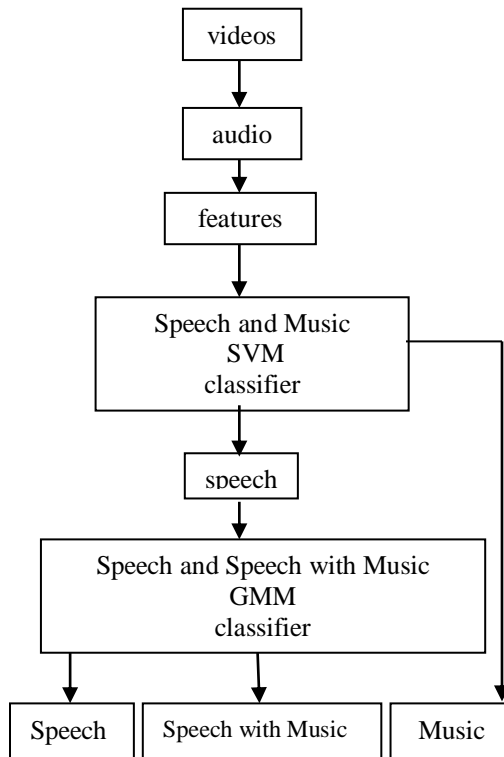 videos
audio
features
Speech and Music
SVM
classifier
speech
Speech and Speech with Music
GMM
classifier
Speech
Speech with Music
Music